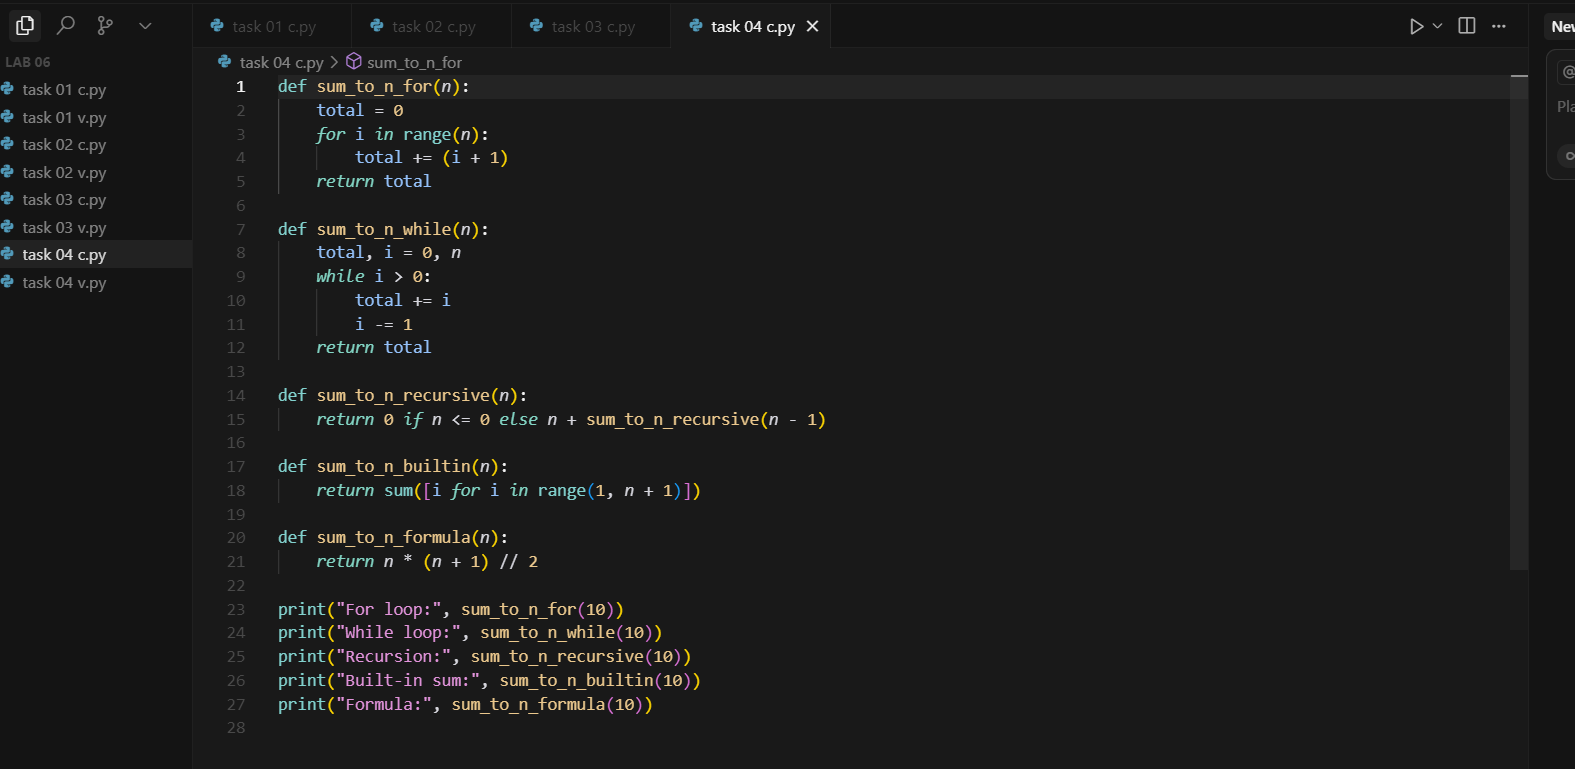 task 01 c.py task 02 c.py task 03 c.py task 04 c.py
LAB 06
task 01 c.py
task 01 v.py
task 02 c.py
task 02 v.py
task 03 c.py
task 03 v.py
task 04 c.py
task 04 v.py
task 04 c.py > sum_to_n_for
1 def sum_to_n_for(n):
2     total = 0
3     for i in range(n):
4         total += (i + 1)
5     return total
6
7 def sum_to_n_while(n):
8     total, i = 0, n
9     while i > 0:
10         total += i
11         i -= 1
12     return total
13
14 def sum_to_n_recursive(n):
15     return 0 if n <= 0 else n + sum_to_n_recursive(n - 1)
16
17 def sum_to_n_builtin(n):
18     return sum([i for i in range(1, n + 1)])
19
20 def sum_to_n_formula(n):
21     return n * (n + 1) // 2
22
23 print("For loop:", sum_to_n_for(10))
24 print("While loop:", sum_to_n_while(10))
25 print("Recursion:", sum_to_n_recursive(10))
26 print("Built-in sum:", sum_to_n_builtin(10))
27 print("Formula:", sum_to_n_formula(10))
28
New
@
Pla